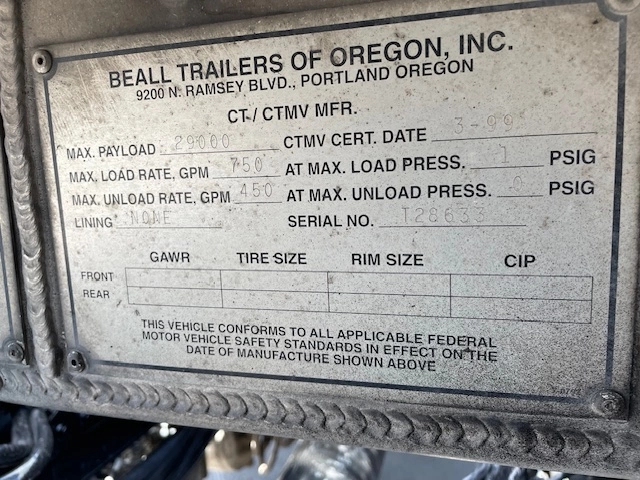 BEALL TRAILERS OF OREGON, INC.
9200 N. RAMSEY BLVD., PORTLAND OREGON
CT-/ CTMV MFR.
MAX. PAYLOAD 29000 CTMV CERT. DATE 3-99
MAX. LOAD RATE, GPM 750 AT MAX. LOAD PRESS. 1 PSIG
MAX. UNLOAD RATE, GPM 450 AT MAX. UNLOAD PRESS. 0 PSIG
LINING NONE SERIAL NO. T28633
GAWR TIRE SIZE RIM SIZE CIP
FRONT
REAR
THIS VEHICLE CONFORMS TO ALL APPLICABLE FEDERAL
MOTOR VEHICLE SAFETY STANDARDS IN EFFECT ON THE
DATE OF MANUFACTURE SHOWN ABOVE